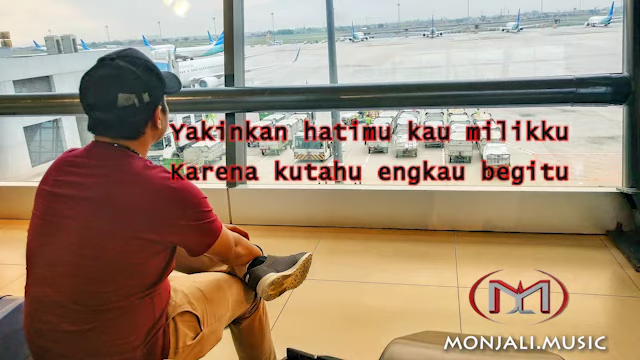 Yakinkan hatimu kau milikku
Karena kutahu engkau begitu
MONJALI.MUSIC